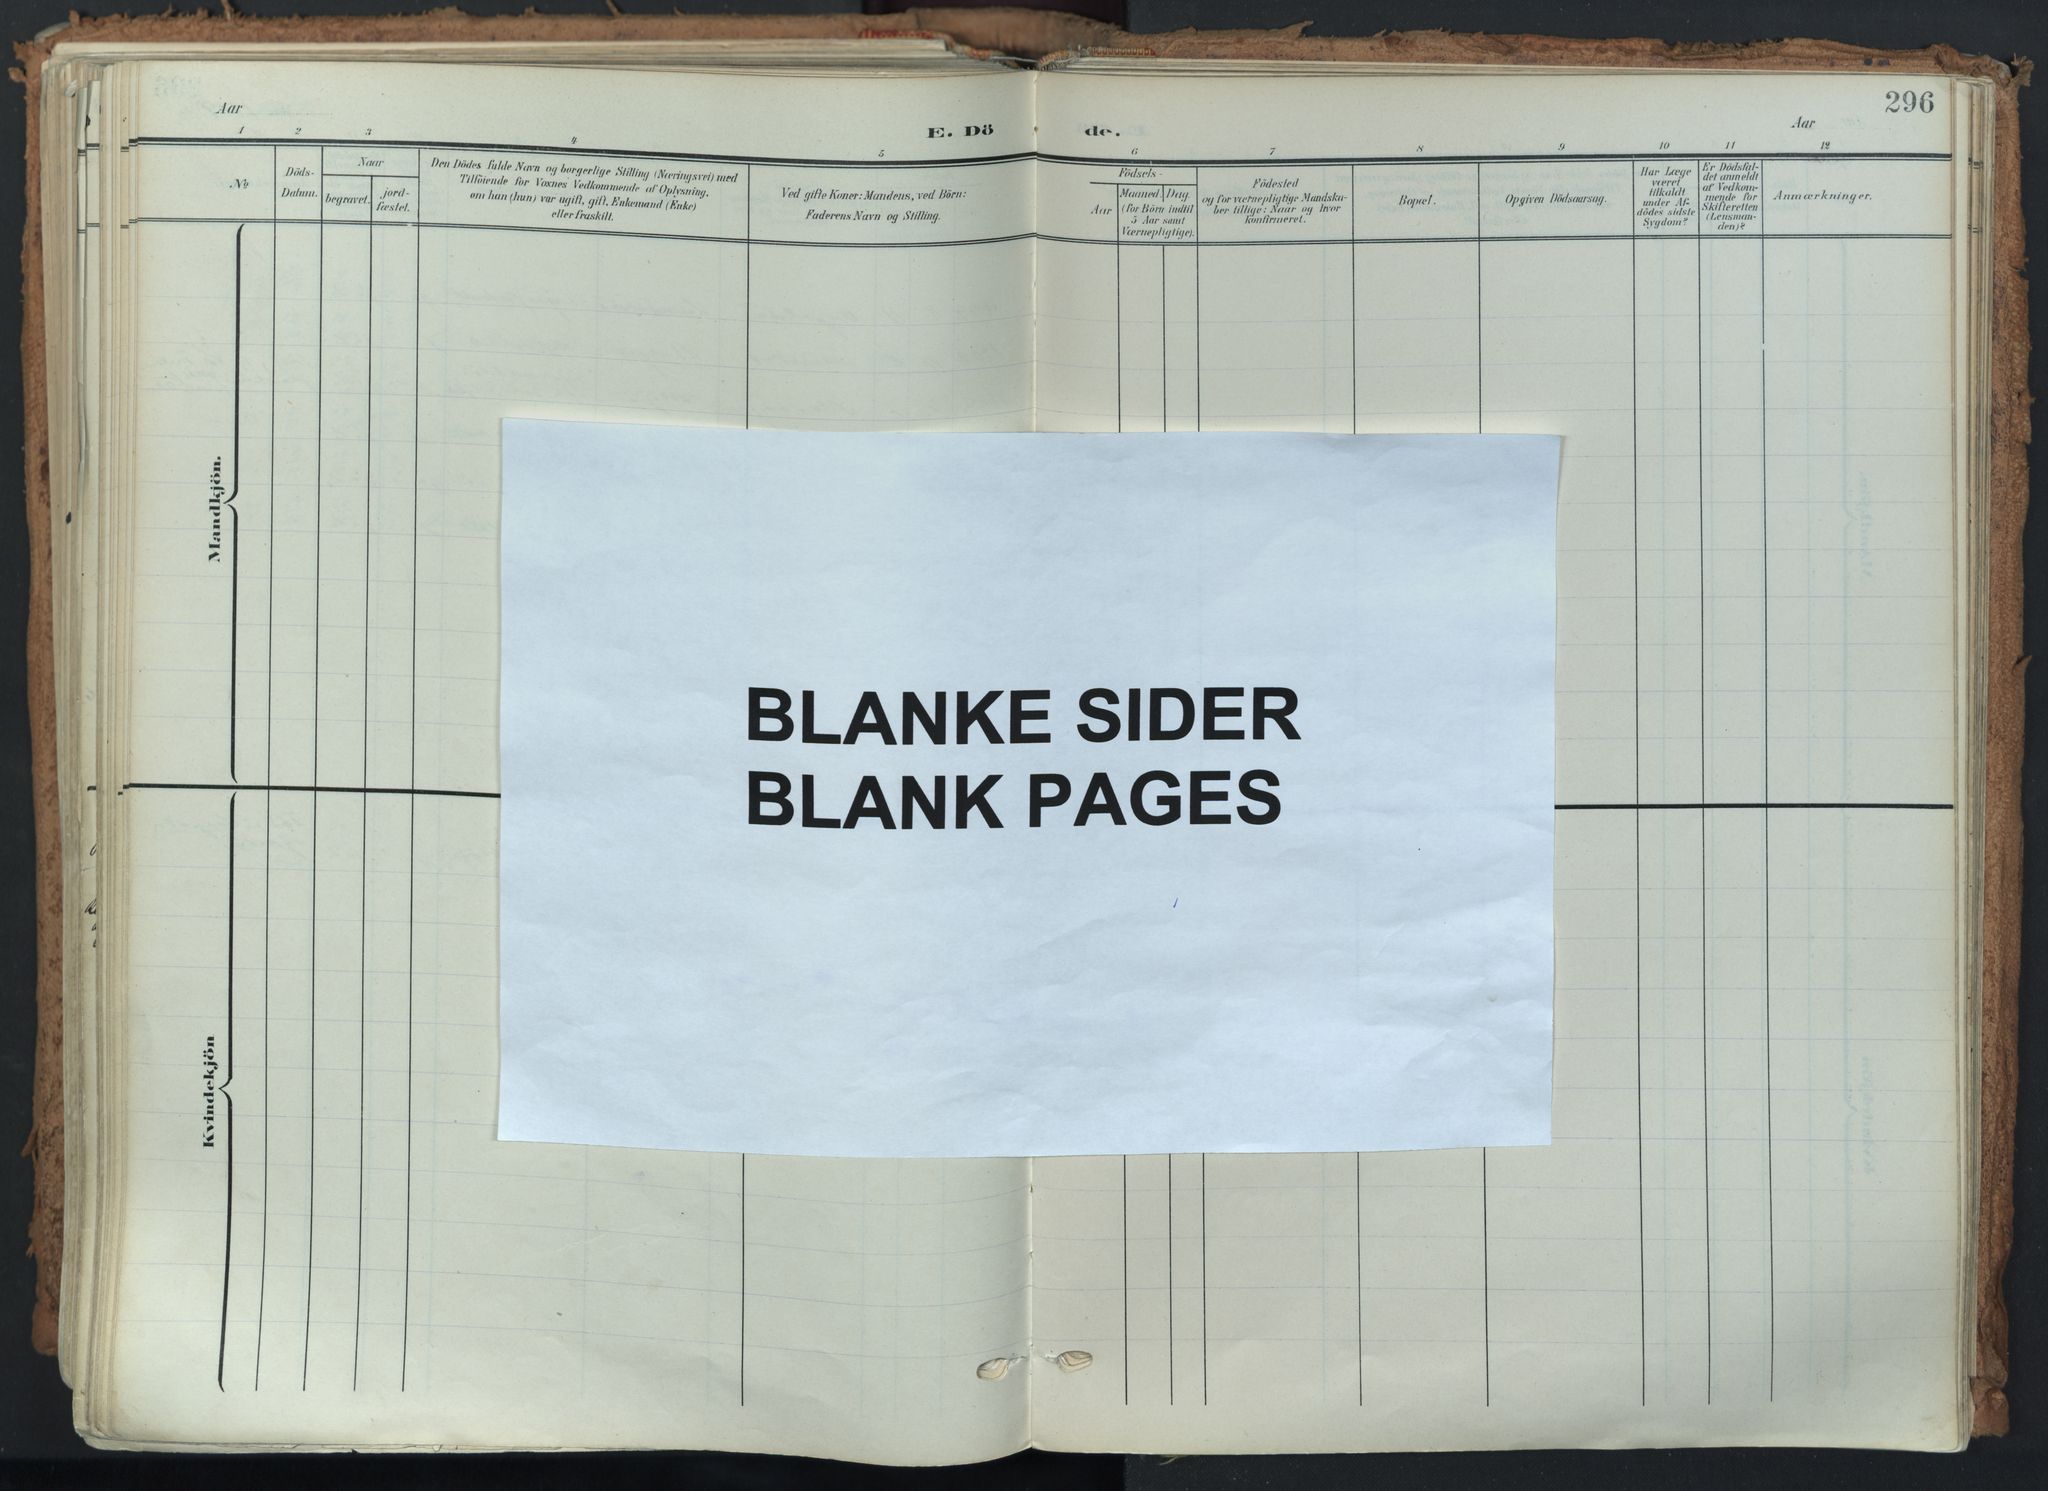 296
Aar
E. Dö de.
Aar
1 2 3 4 5 6 7 8 9 10 11 12
No
Döds-
Datum.
Naar
begravet.
jord-
fæstet.
Den Dödes fulde Navn og borgerlige Stilling (Næringsvei) med
Tilföiende for Voxnes Vedkommende af Oplysning,
om han (hun) var ugift, gift, Enkemand (Enke)
eller fraskilt.
Ved gifte Koner: Mandens, ved Börn:
Faderens Navn og Stilling.
Födsels-
Aar
Maaned
Dag
(for Börn indtil
5 Aar samt
Værnepligtige).
Födested
og for værnepligtige Mandska-
ber tillige: Naar og hvor
konfirmeret.
Bopæl.
Opgiven Dödsaarsag.
Har Læge
været
tilkaldt
under Af-
dödes sidste
Sygdom?
Er Dödsfal-
det anmeldt
af Vedkom-
mende for
Skifteretten
(Lensman-
den)?
Anmærkninger.
Mandkjön.
Kvindekjön
BLANKE SIDER
BLANK PAGES